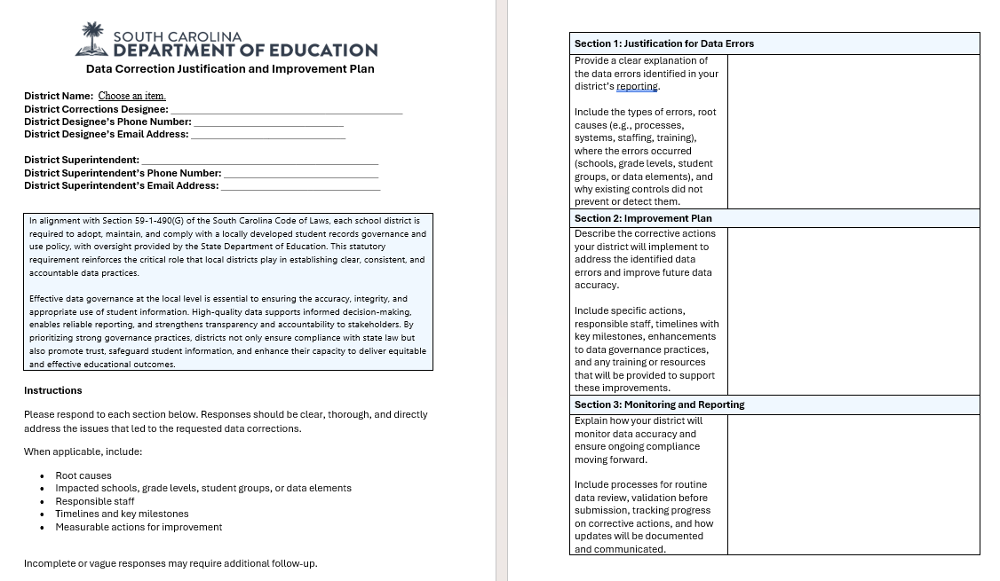 SOUTH CAROLINA
DEPARTMENT OF EDUCATION
Data Correction Justification and Improvement Plan
District Name: Choose an item.
District Corrections Designee: ___________________________________________
District Designee's Phone Number: ____________________________
District Designee's Email Address: _____________________________
District Superintendent: ____________________________________________
District Superintendent's Phone Number: _____________________________
District Superintendent's Email Address: ______________________________
In alignment with Section 59-1-490(G) of the South Carolina Code of Laws, each school district is
required to adopt, maintain, and comply with a locally developed student records governance and
use policy, with oversight provided by the State Department of Education. This statutory
requirement reinforces the critical role that local districts play in establishing clear, consistent, and
accountable data practices.
Effective data governance at the local level is essential to ensuring the accuracy, integrity, and
appropriate use of student information. High-quality data supports informed decision-making,
enables reliable reporting, and strengthens transparency and accountability to stakeholders. By
prioritizing strong governance practices, districts not only ensure compliance with state law but
also promote trust, safeguard student information, and enhance their capacity to deliver equitable
and effective educational outcomes.
Instructions
Please respond to each section below. Responses should be clear, thorough, and directly
address the issues that led to the requested data corrections.
When applicable, include:
• Root causes
• Impacted schools, grade levels, student groups, or data elements
• Responsible staff
• Timelines and key milestones
• Measurable actions for improvement
Incomplete or vague responses may require additional follow-up.
Section 1: Justification for Data Errors
Provide a clear explanation of
the data errors identified in your
district's reporting.
Include the types of errors, root
causes (e.g., processes,
systems, staffing, training),
where the errors occurred
(schools, grade levels, student
groups, or data elements), and
why existing controls did not
prevent or detect them.
Section 2: Improvement Plan
Describe the corrective actions
your district will implement to
address the identified data
errors and improve future data
accuracy.
Include specific actions,
responsible staff, timelines with
key milestones, enhancements
to data governance practices,
and any training or resources
that will be provided to support
these improvements.
Section 3: Monitoring and Reporting
Explain how your district will
monitor data accuracy and
ensure ongoing compliance
moving forward.
Include processes for routine
data review, validation before
submission, tracking progress
on corrective actions, and how
updates will be documented
and communicated.